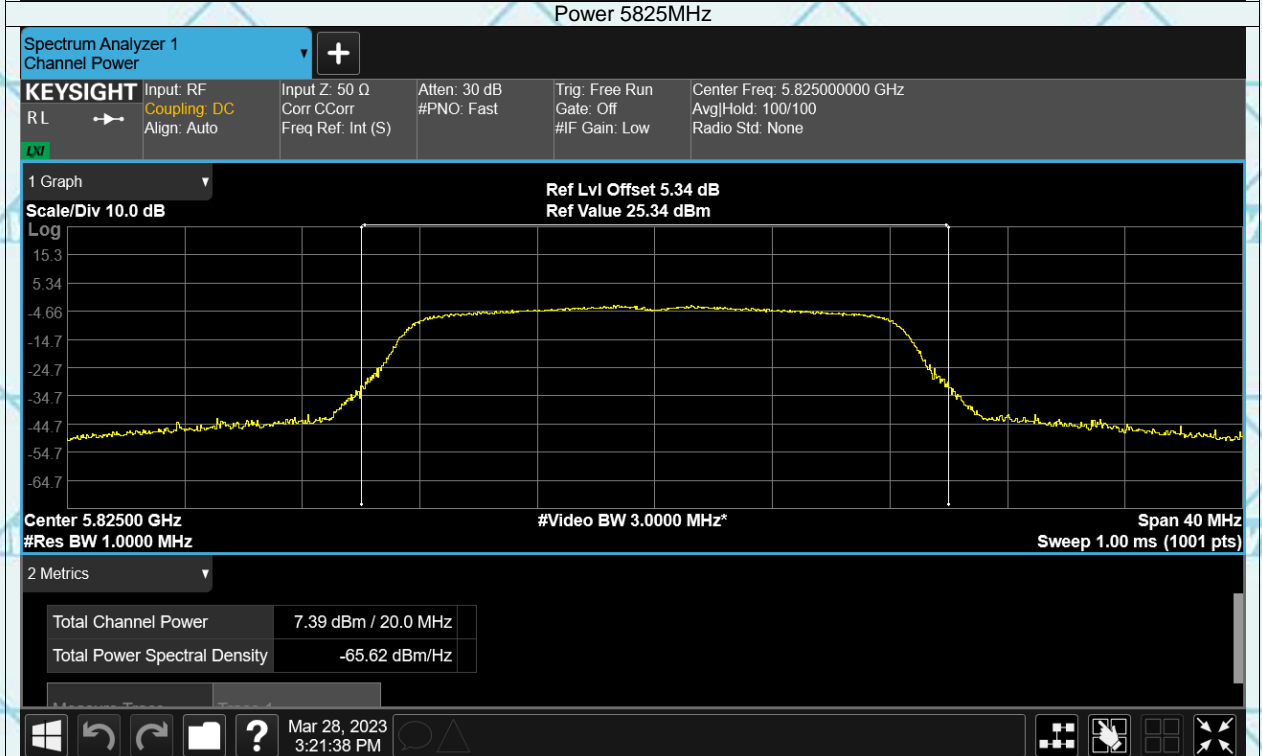 Power 5825MHz
Spectrum Analyzer 1
Channel Power
KEYSIGHT
RL
LXI
Input: RF
Coupling: DC
Align: Auto
Input Z: 50 Ω
Corr CCorr
Freq Ref: Int (S)
Atten: 30 dB
#PNO: Fast
Trig: Free Run
Gate: Off
#IF Gain: Low
Center Freq: 5.825000000 GHz
Avg|Hold: 100/100
Radio Std: None
1 Graph
Scale/Div 10.0 dB
Ref Lvl Offset 5.34 dB
Ref Value 25.34 dBm
Log
15.3
5.34
-4.66
-14.7
-24.7
-34.7
-44.7
-54.7
-64.7
Center 5.82500 GHz
#Res BW 1.0000 MHz
#Video BW 3.0000 MHz*
Span 40 MHz
Sweep 1.00 ms (1001 pts)
2 Metrics
Total Channel Power 7.39 dBm / 20.0 MHz
Total Power Spectral Density -65.62 dBm/Hz
?
Mar 28, 2023
3:21:38 PM